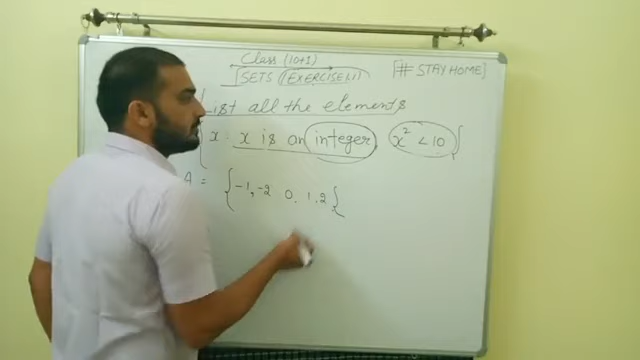 Class (10+1)
SETS (EXERCISE 1.1)
[# STAY HOME]
List all the elements
{ x : x is an integer, x² < 10 }
A = { -1, -2 0, 1, 2 }